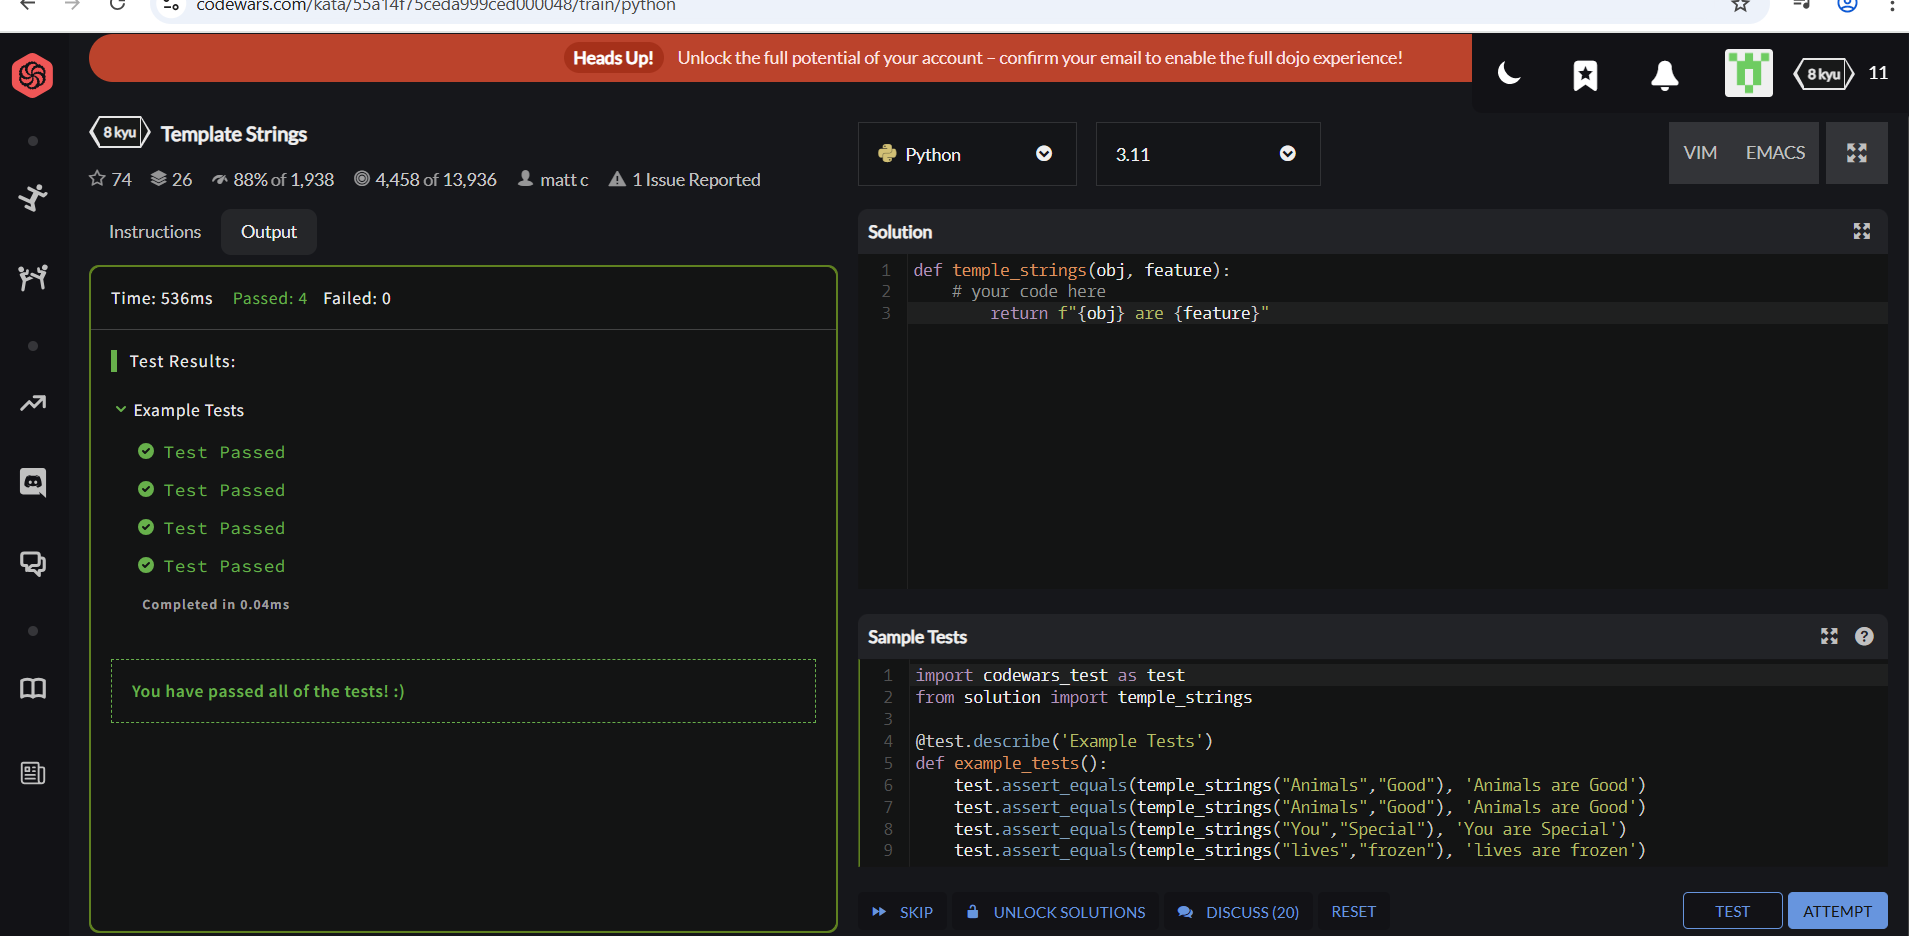 codewars.com/kata/55a14f75ceda999ced000048/train/python
Heads Up! Unlock the full potential of your account – confirm your email to enable the full dojo experience!
8 kyu 11
8 kyu Template Strings
74 26 88% of 1,938 4,458 of 13,936 matt c 1 Issue Reported
Python
3.11
VIM EMACS
Instructions Output
Time: 536ms Passed: 4 Failed: 0
Test Results:
Example Tests
Test Passed
Test Passed
Test Passed
Test Passed
Completed in 0.04ms
You have passed all of the tests! :)
Solution
1 def temple_strings(obj, feature):
2 # your code here
3 return f"{obj} are {feature}"
Sample Tests
1 import codewars_test as test
2 from solution import temple_strings
3
4 @test.describe('Example Tests')
5 def example_tests():
6 test.assert_equals(temple_strings("Animals","Good"), 'Animals are Good')
7 test.assert_equals(temple_strings("Animals","Good"), 'Animals are Good')
8 test.assert_equals(temple_strings("You","Special"), 'You are Special')
9 test.assert_equals(temple_strings("lives","frozen"), 'lives are frozen')
SKIP UNLOCK SOLUTIONS DISCUSS (20) RESET TEST ATTEMPT